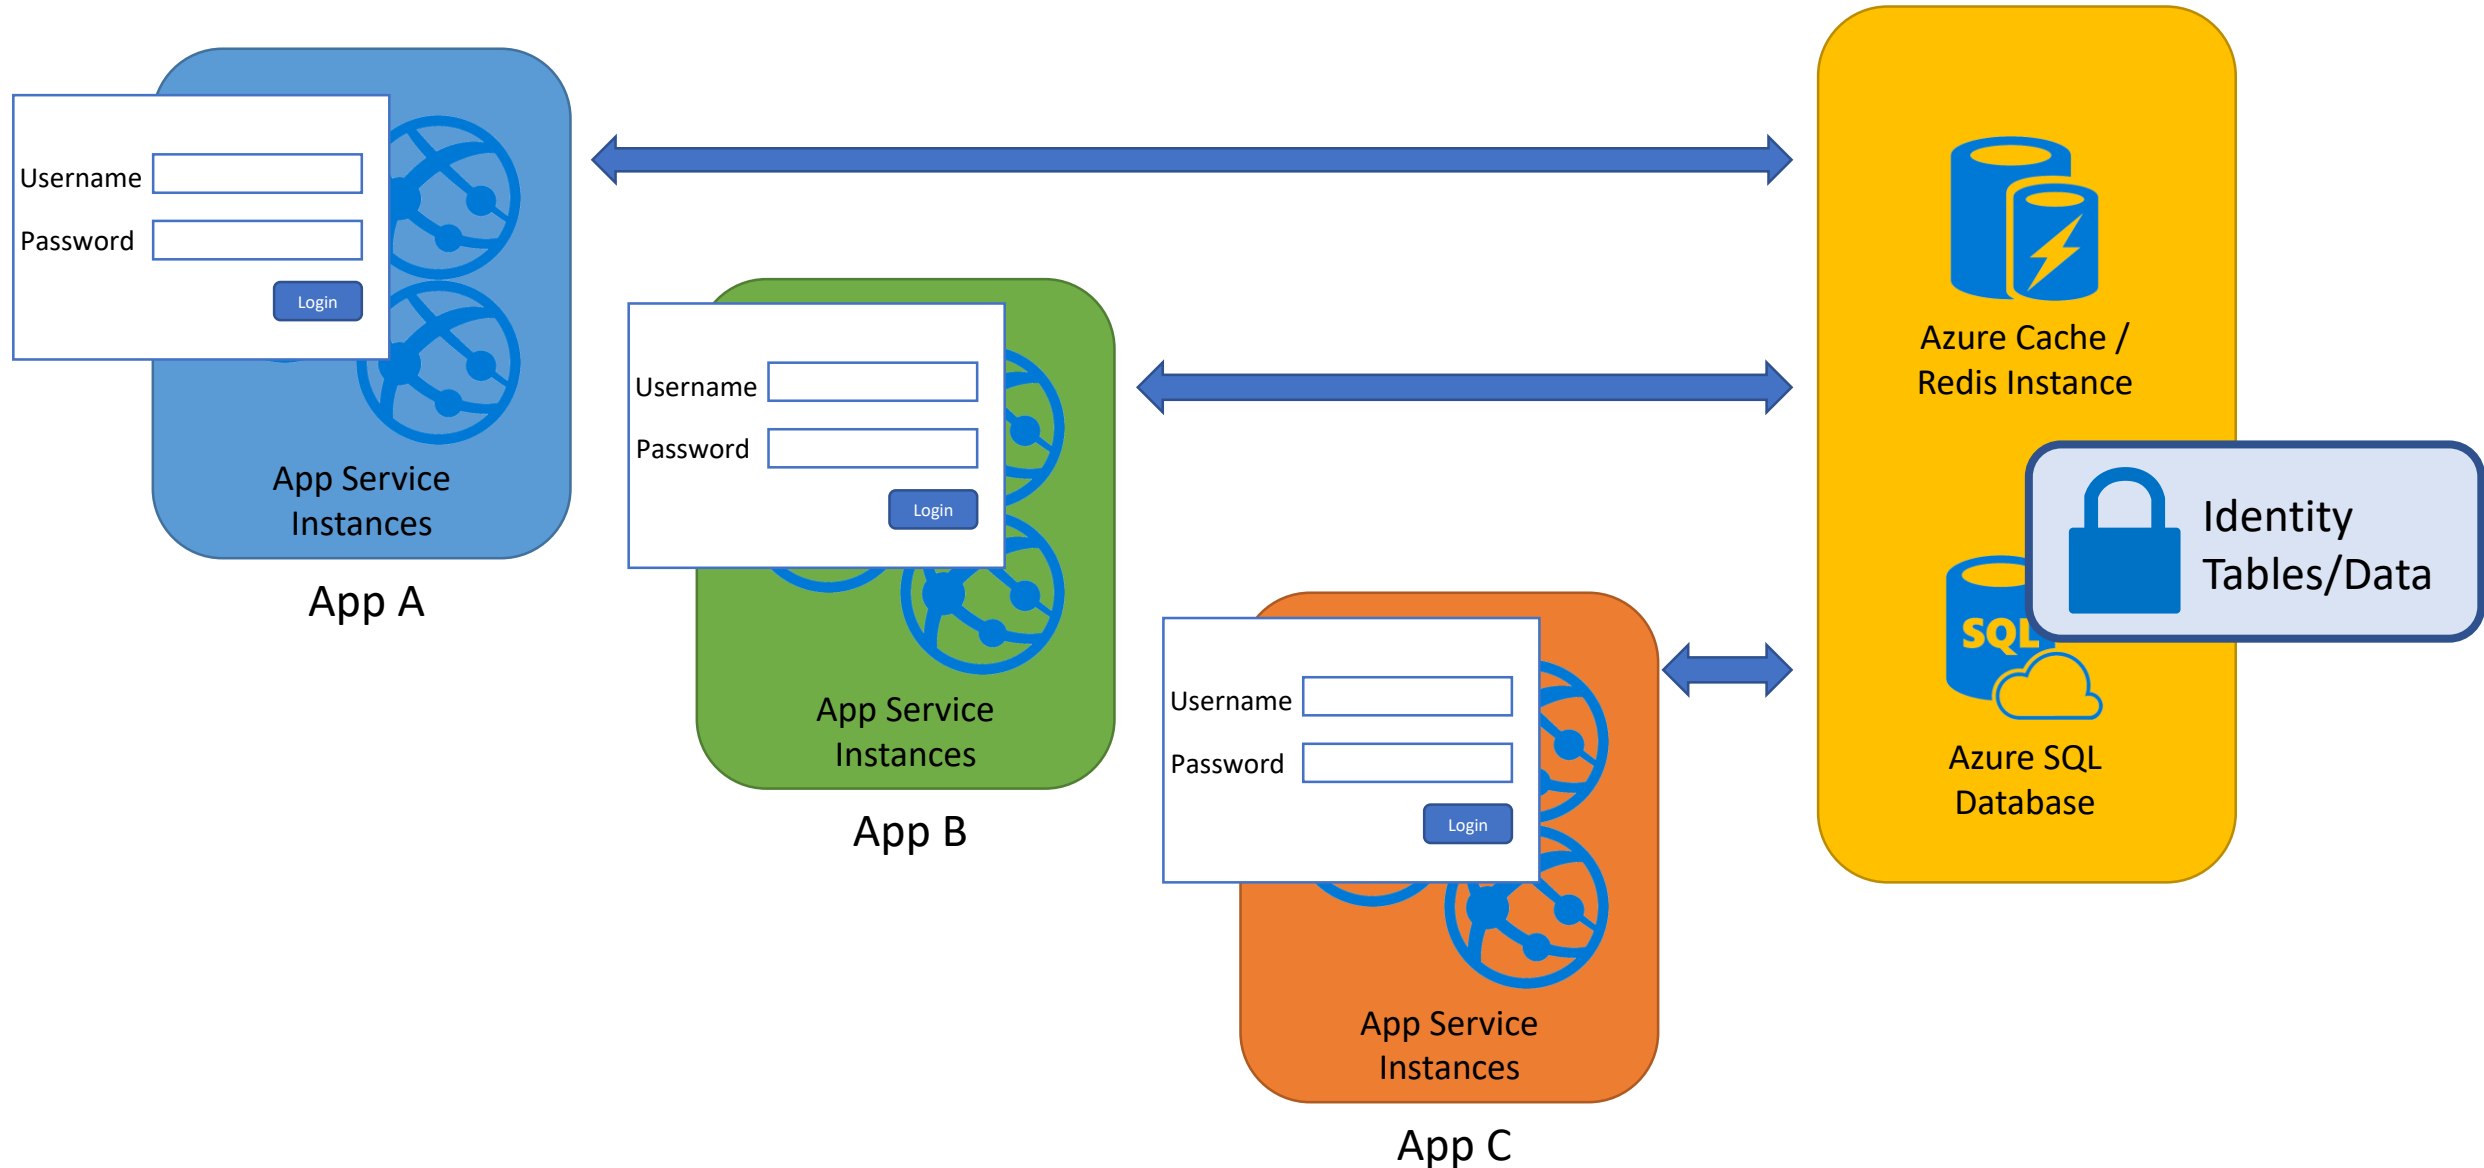 Username
Password
Login
App Service
Instances
App A
Username
Password
Login
App Service
Instances
App B
Username
Password
Login
App Service
Instances
App C
Azure Cache /
Redis Instance
Identity
Tables/Data
SQL
Azure SQL
Database